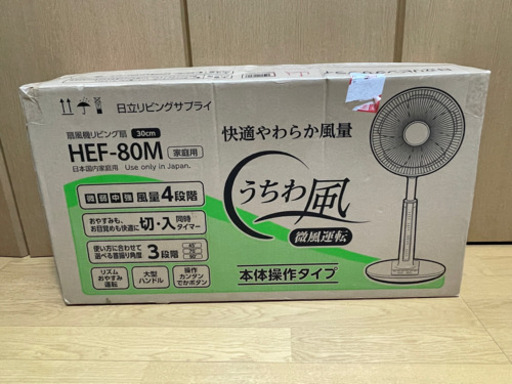 日立リビングサプライ
扇風機リビング扇 30cm
HEF-80M 家庭用
日本国内家庭用 Use only in Japan.
風量4段階
おやすみも、
お目覚めも快適に
切・入 同時
タイマー
使い方に合わせて
選べる首振り角度
3段階
リズム
おやすみ
運転
大型
ハンドル
操作
カンタン
でかボタン
快適やわらか風量
うちわ風
微風運転
本体操作タイプ